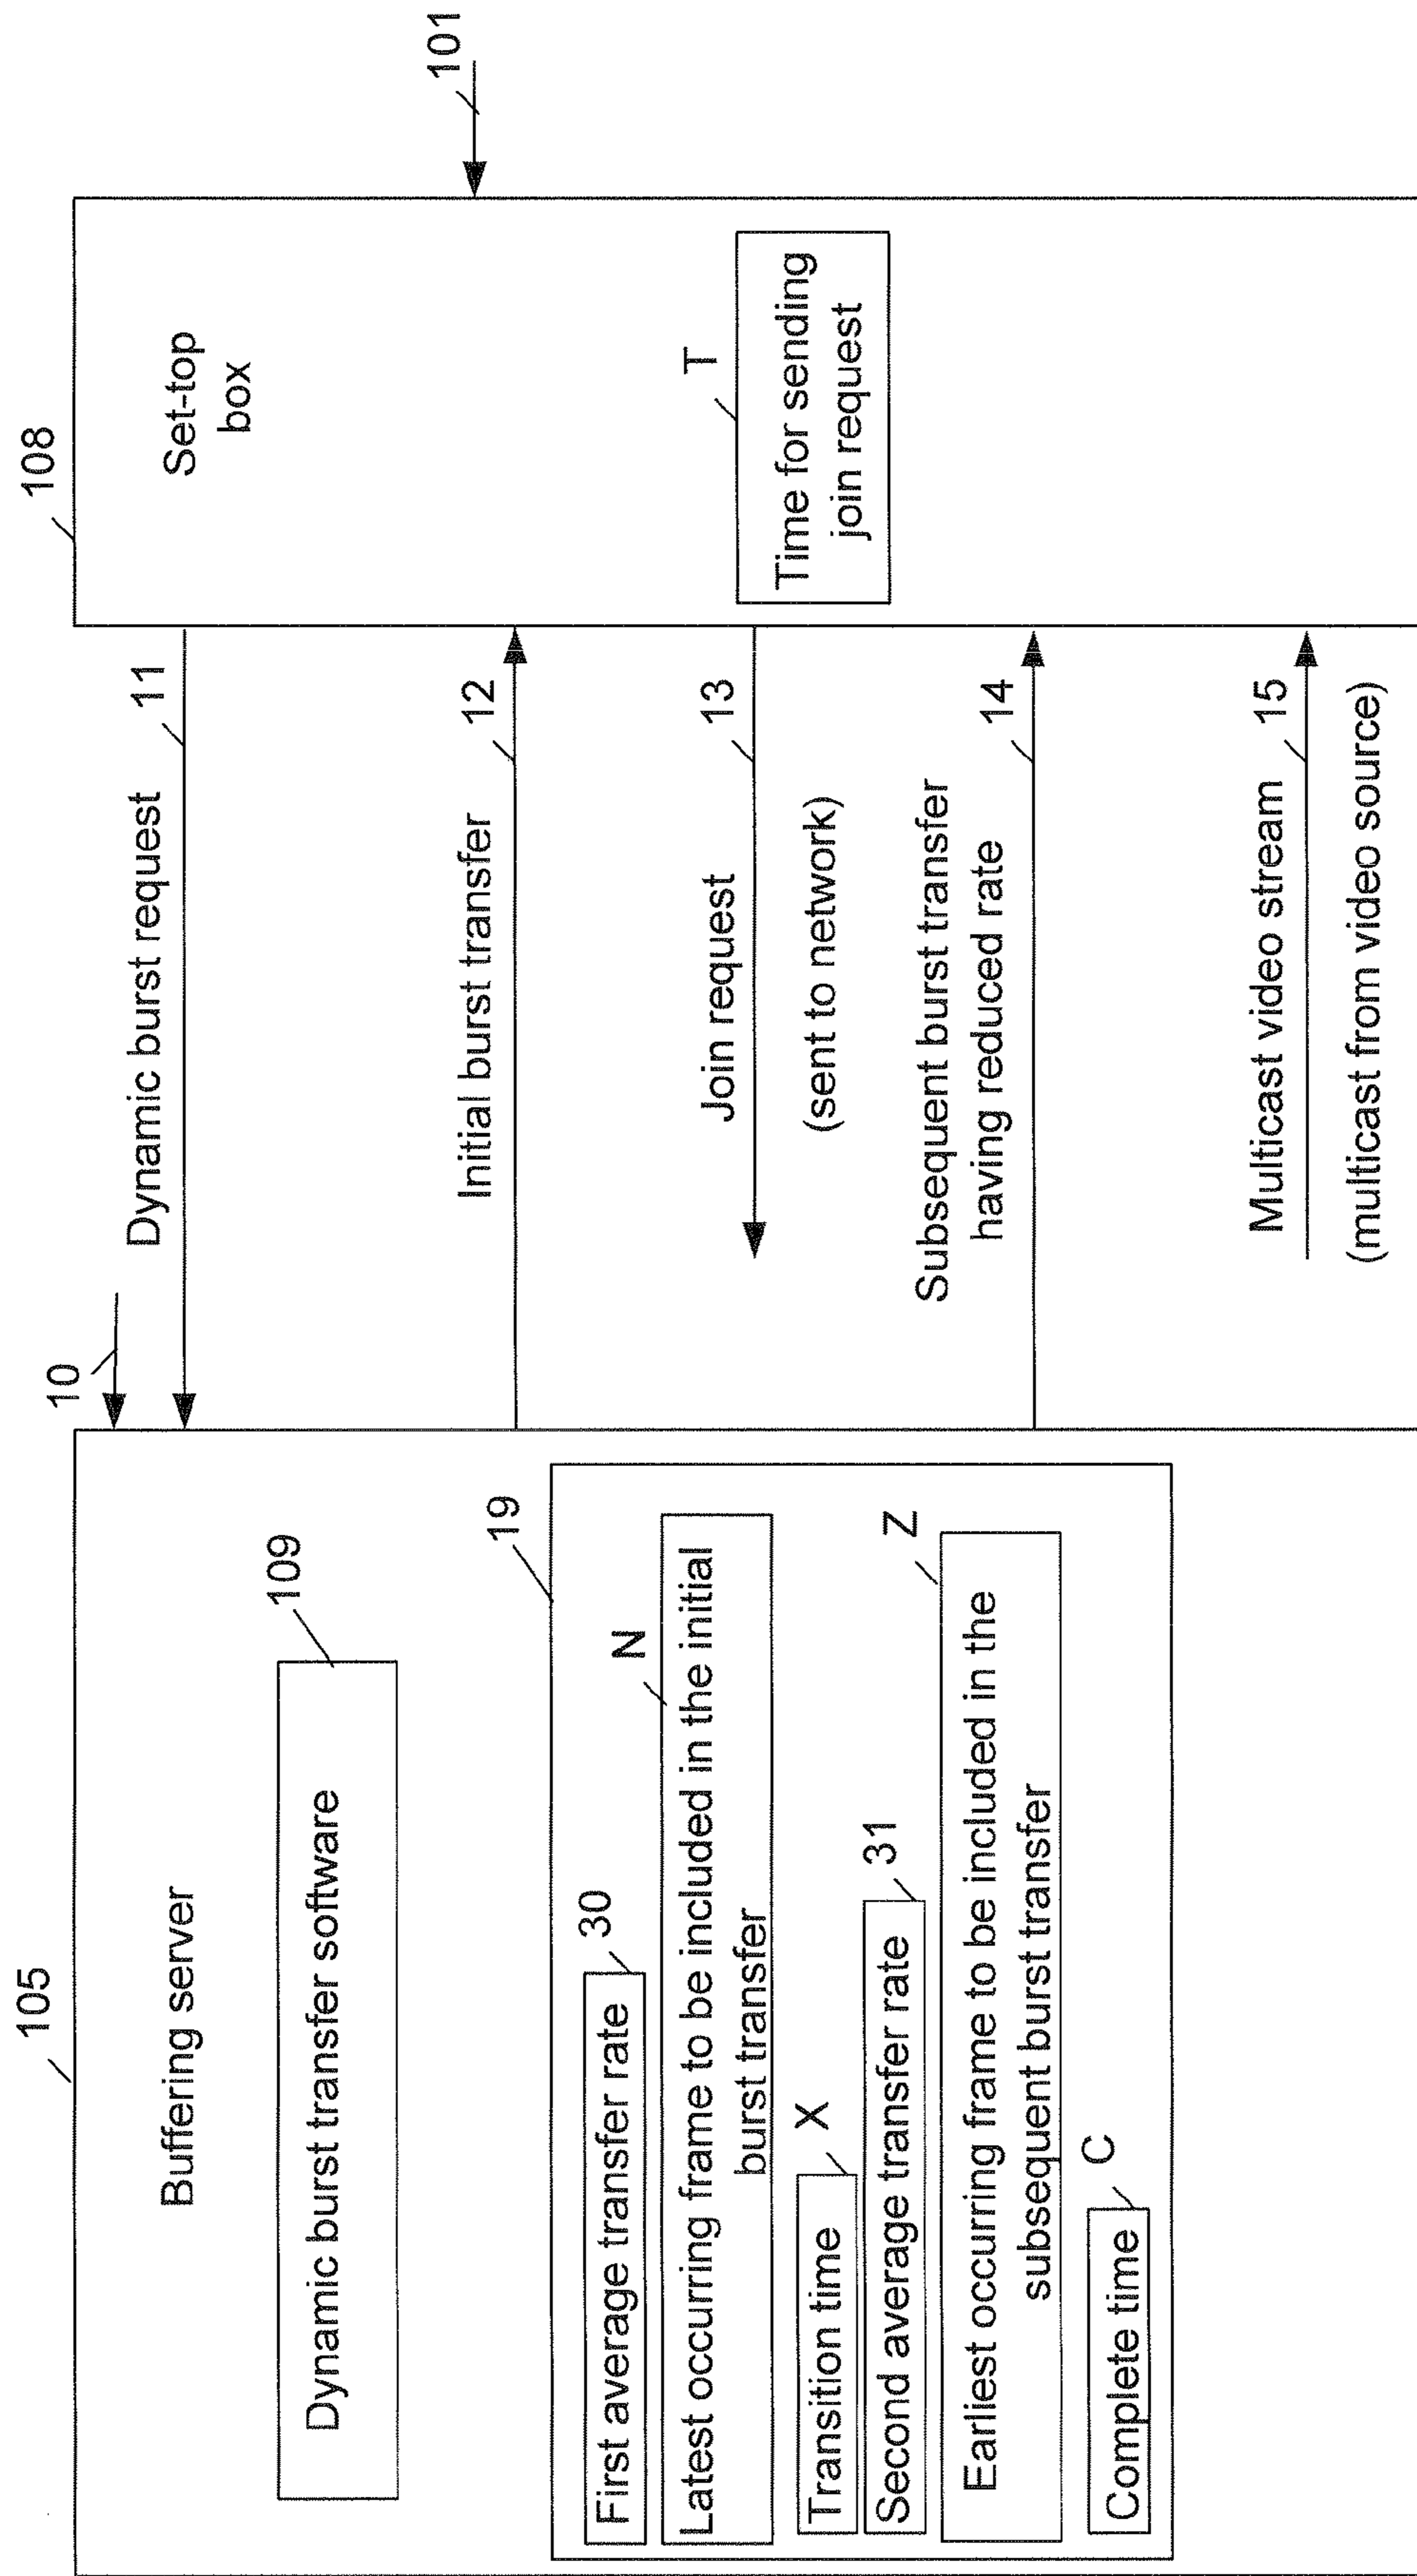 105
Buffering server
109
Dynamic burst transfer software
19
First average transfer rate
30
N
Latest occurring frame to be included in the initial
burst transfer
Transition time
X
Second average transfer rate
31
Z
Earliest occurring frame to be included in the
subsequent burst transfer
Complete time
C
10
Dynamic burst request
11
Initial burst transfer
12
Join request
13
(sent to network)
Subsequent burst transfer
having reduced rate
14
Multicast video stream
15
(multicast from video source)
108
Set-top
box
T
Time for sending
join request
101